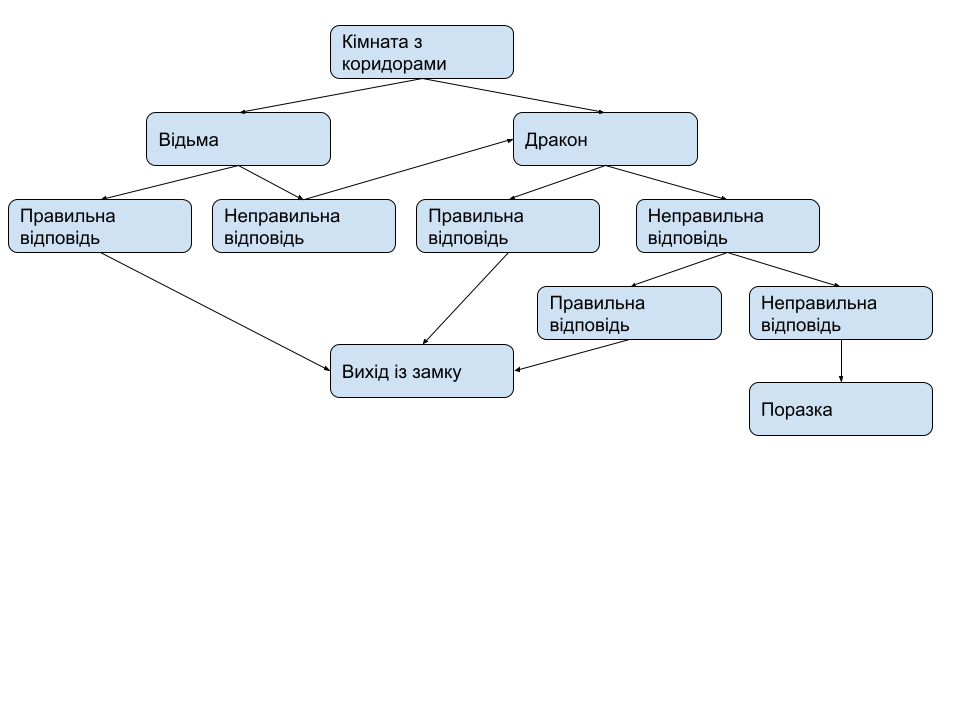 Кімната з
коридорами
Відьма
Дракон
Правильна
відповідь
Неправильна
відповідь
Правильна
відповідь
Неправильна
відповідь
Правильна
відповідь
Неправильна
відповідь
Вихід із замку
Поразка